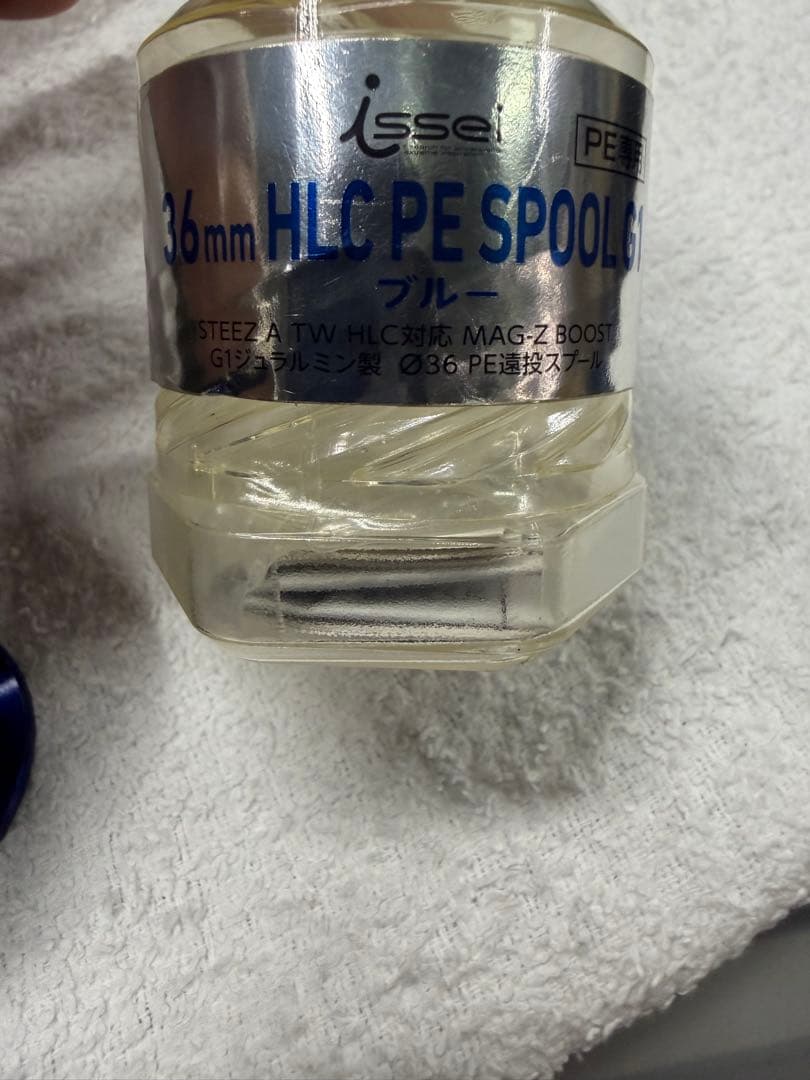 issei
PE専用
36mm HLC PE SPOOL G1
ブルー
STEEZ A TW HLC対応 MAG-Z BOOST
G1ジュラルミン製 Ø36 PE遠投スプール